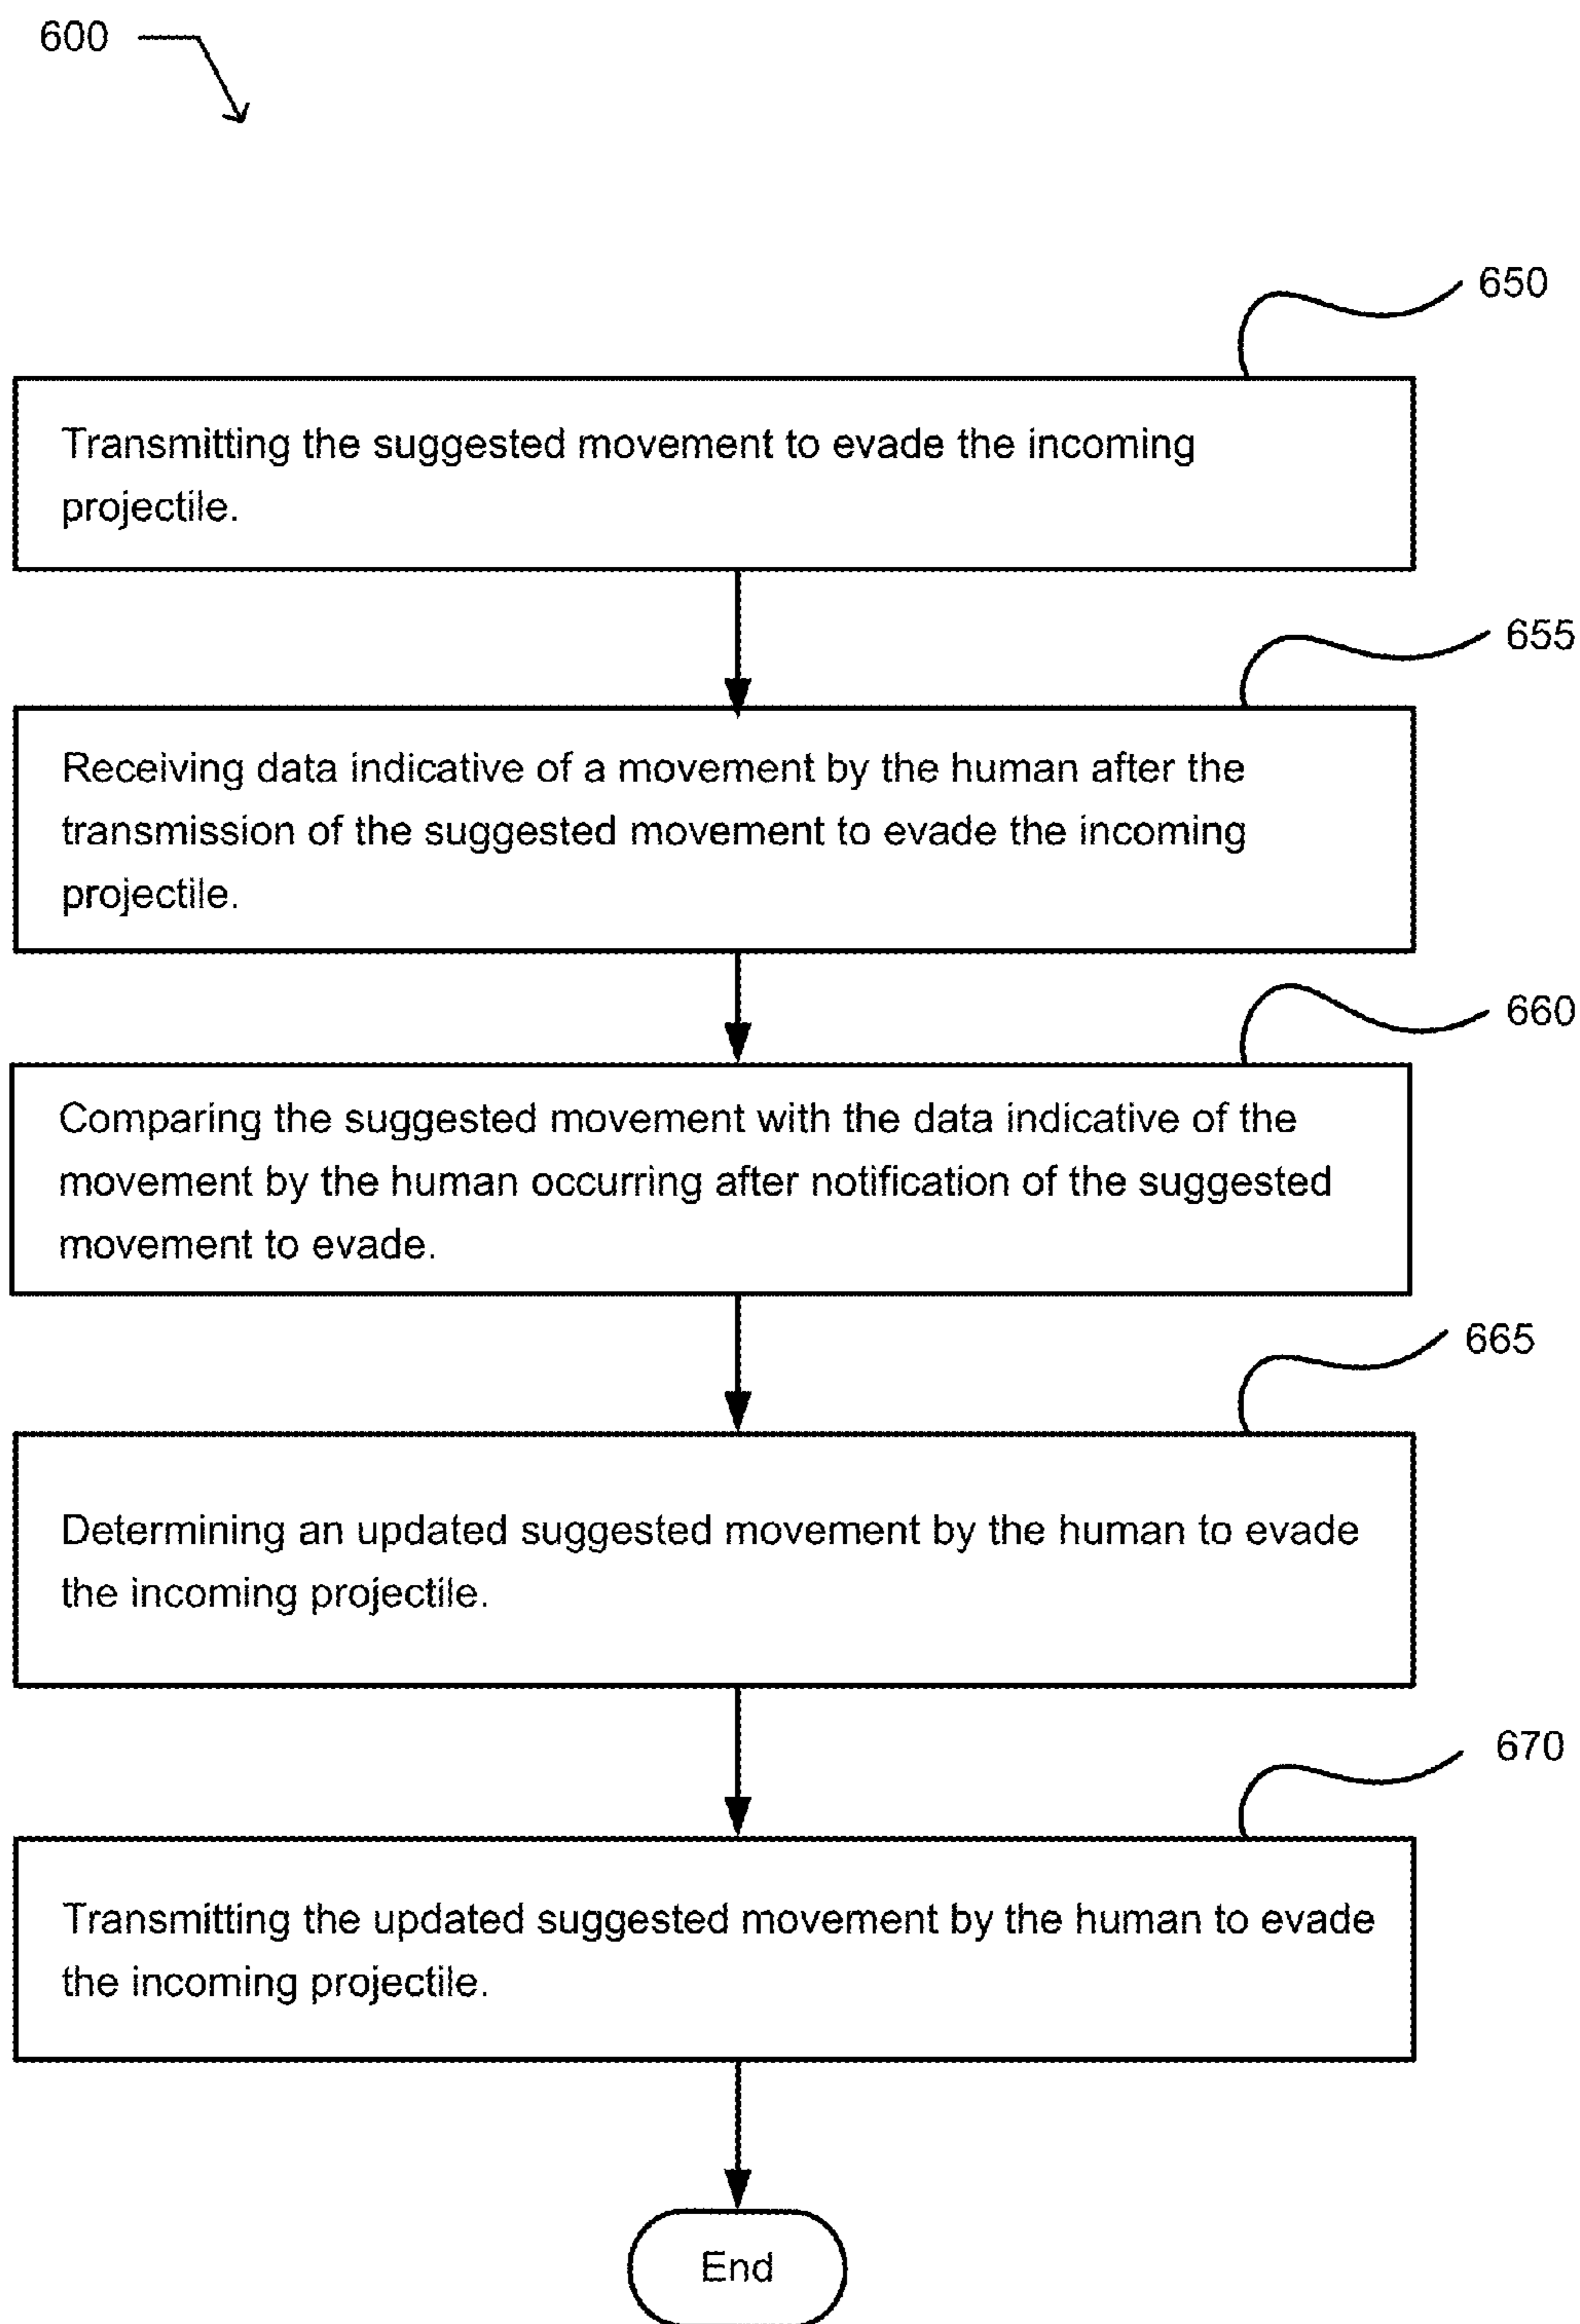 600
650
Transmitting the suggested movement to evade the incoming
projectile.
655
Receiving data indicative of a movement by the human after the
transmission of the suggested movement to evade the incoming
projectile.
660
Comparing the suggested movement with the data indicative of the
movement by the human occurring after notification of the suggested
movement to evade.
665
Determining an updated suggested movement by the human to evade
the incoming projectile.
670
Transmitting the updated suggested movement by the human to evade
the incoming projectile.
End